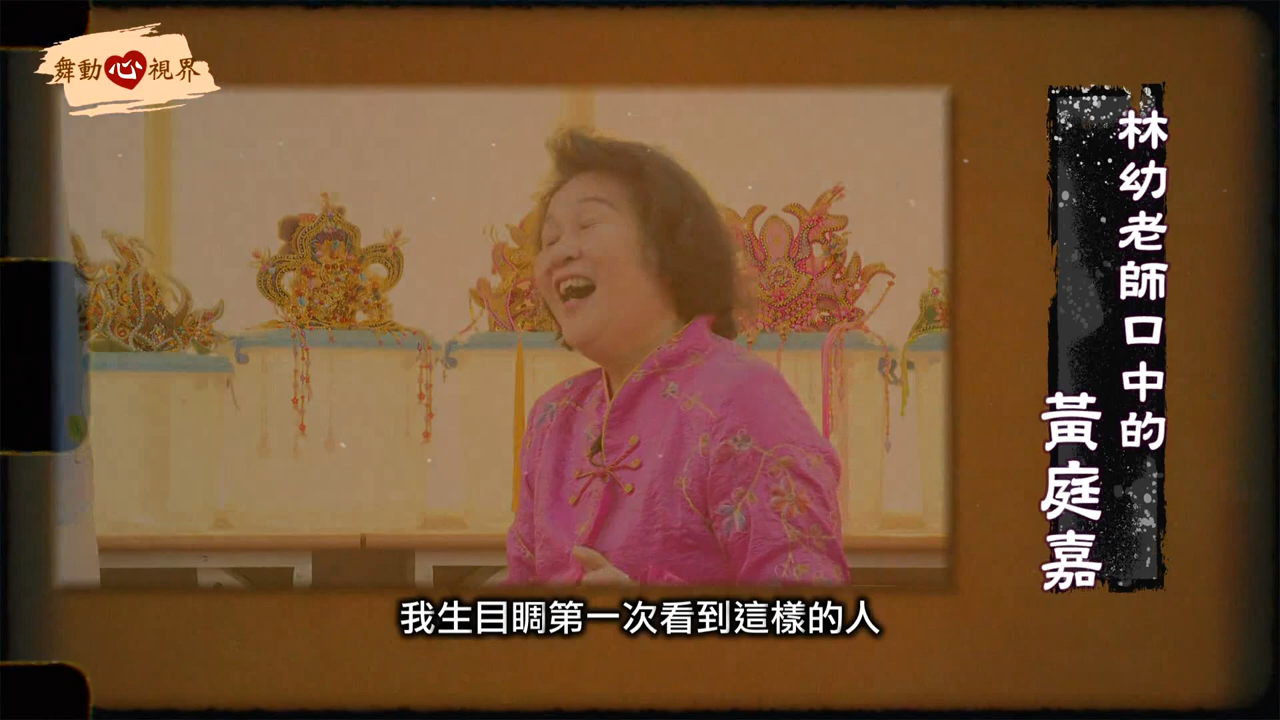 舞動心視界
林幼老師口中的
黃庭嘉
我生目睭第一次看到這樣的人